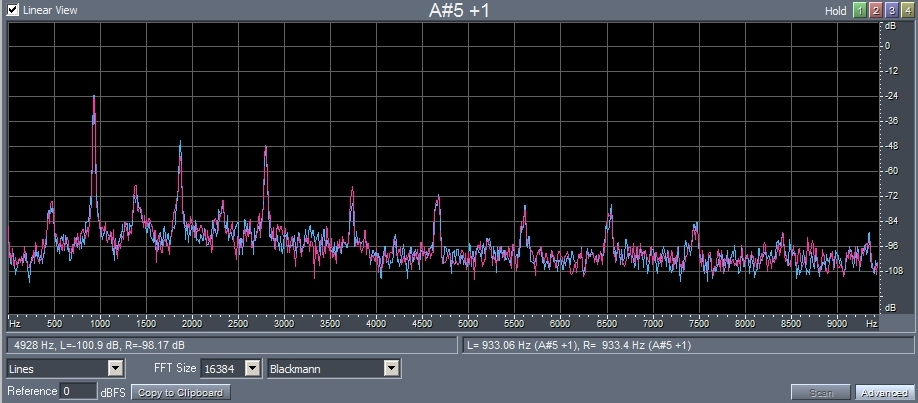 Linear View A#5 +1 Hold 1 2 3 4
dB
0
-12
-24
-36
-48
-60
-72
-84
-96
-108
dB
Hz 500 1000 1500 2000 2500 3000 3500 4000 4500 5000 5500 6000 6500 7000 7500 8000 8500 9000 Hz
4928 Hz, L=-100.9 dB, R=-98.17 dB L= 933.06 Hz (A#5 +1), R= 933.4 Hz (A#5 +1)
Lines FFT Size 16384 Blackmann
Reference 0 dBFS Copy to Clipboard Scan Advanced